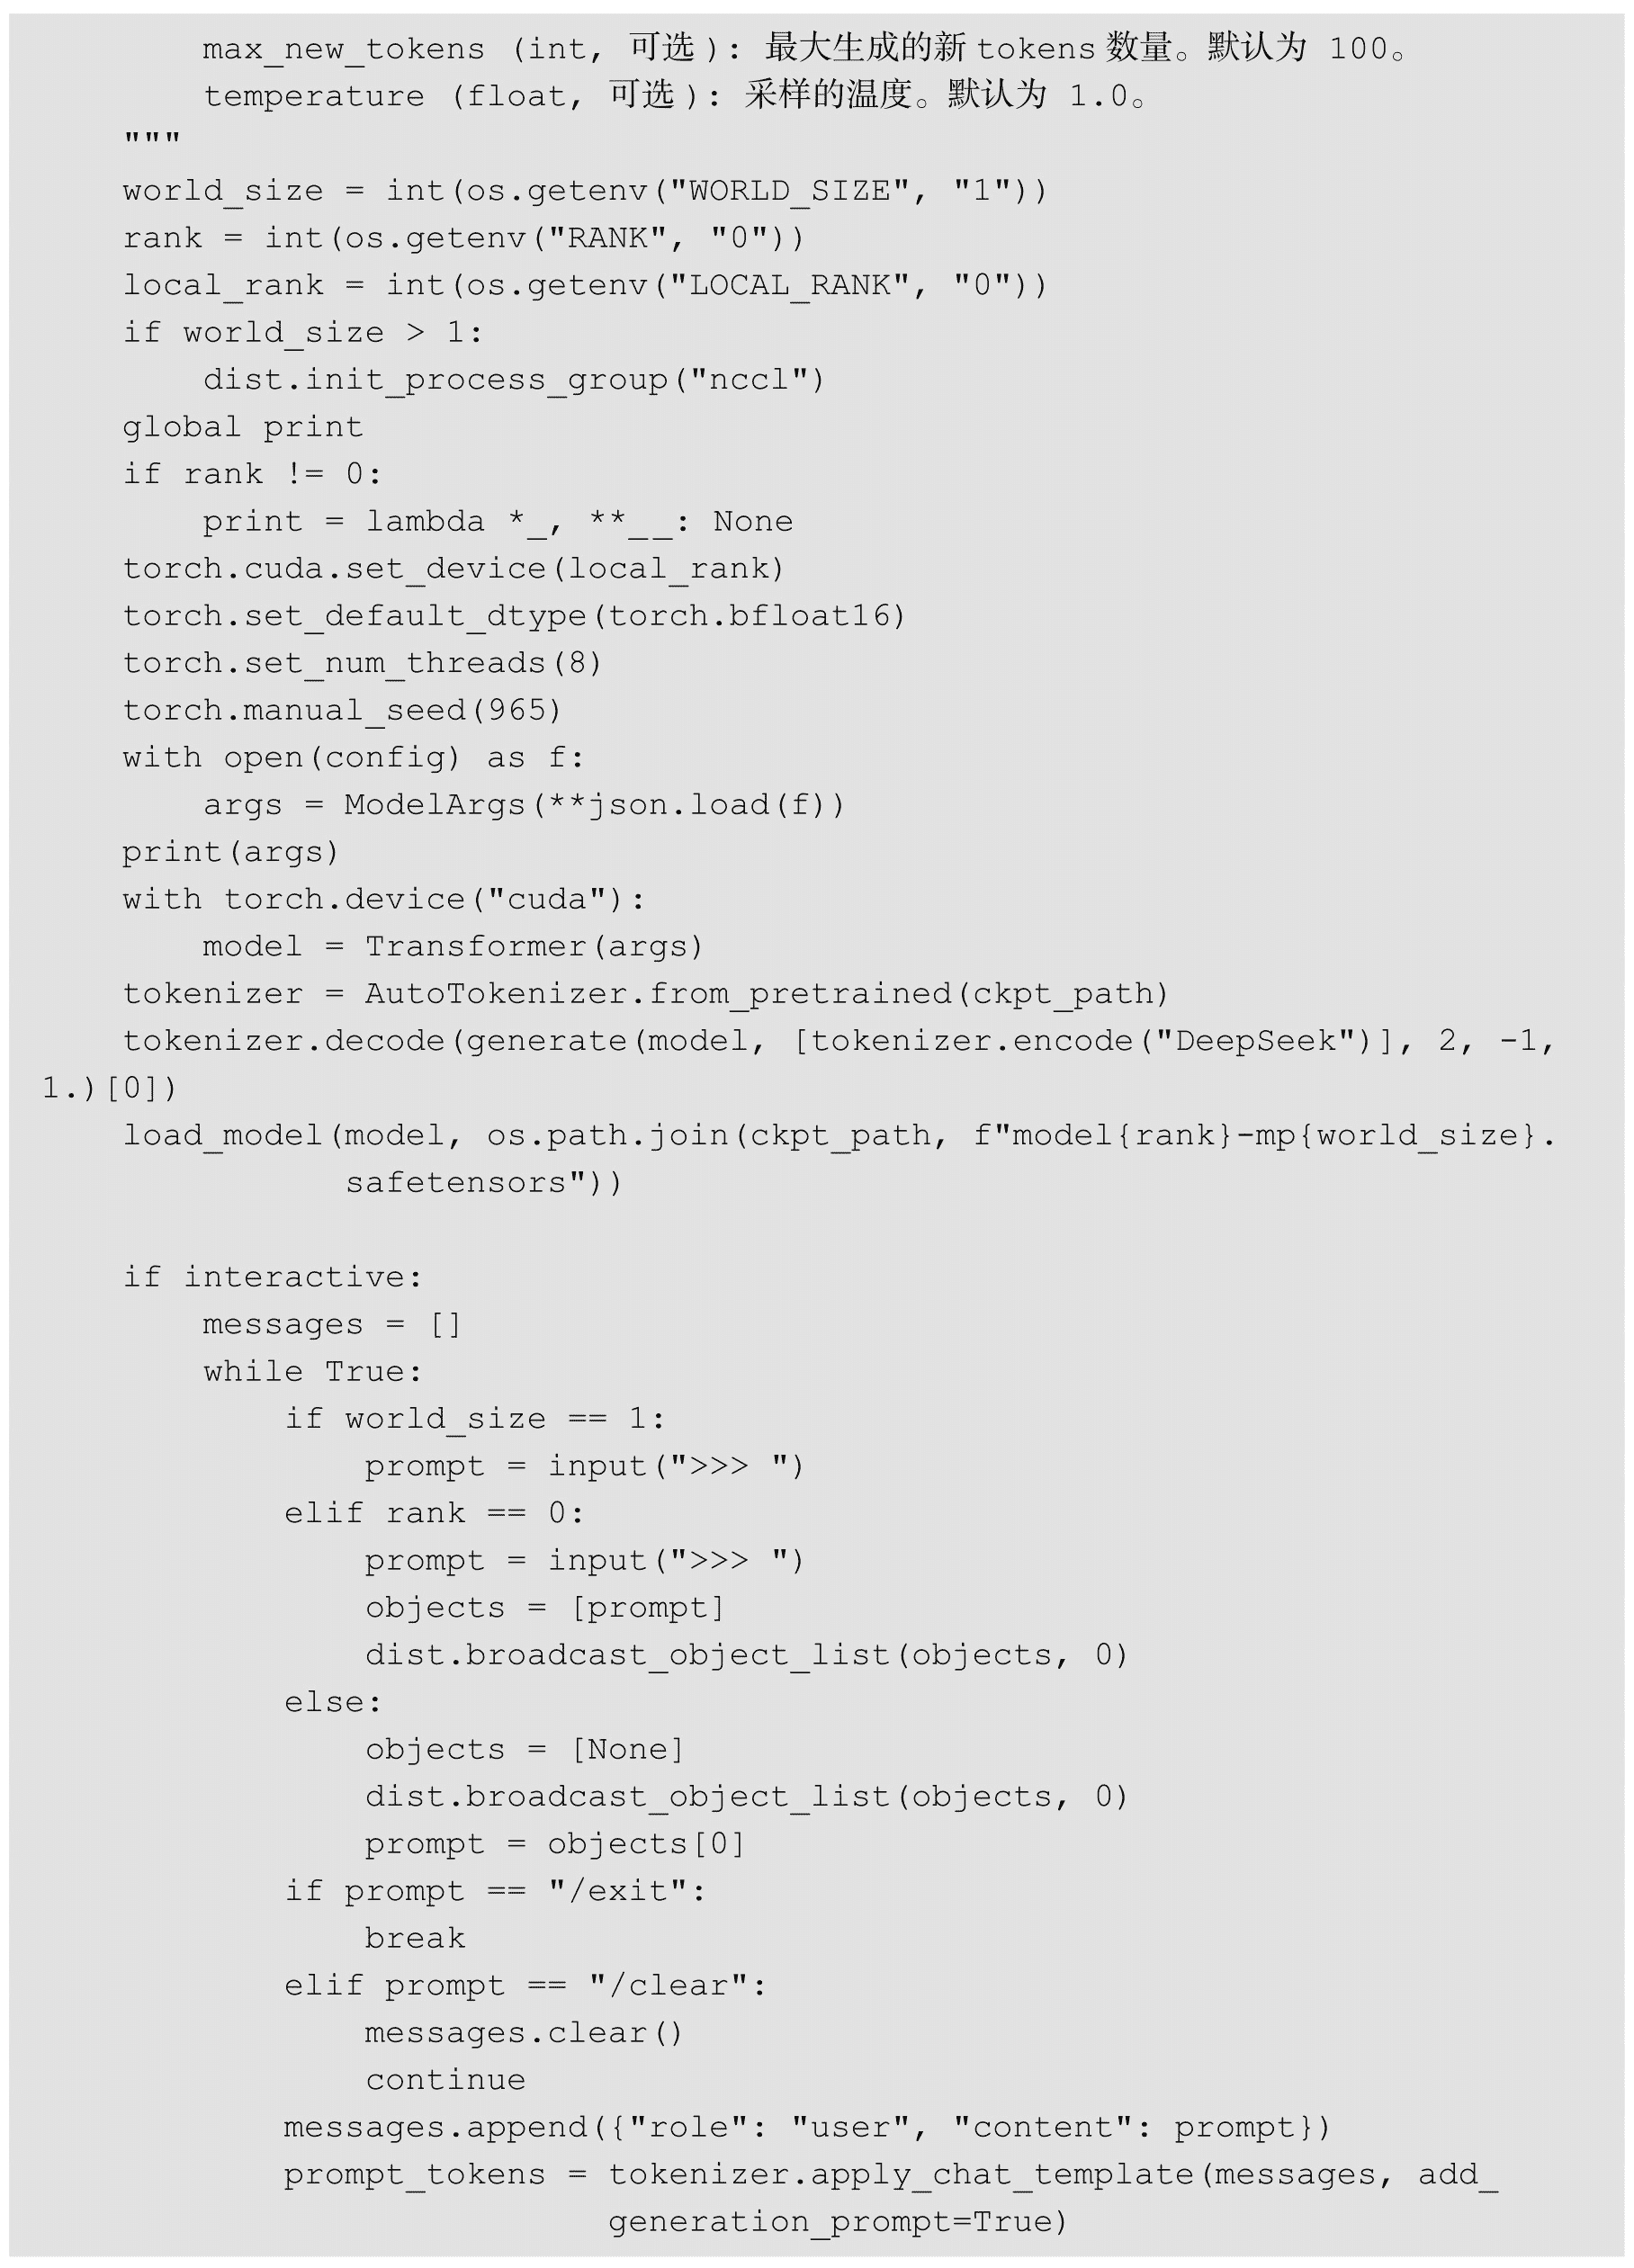 max_new_tokens (int, 可选): 最大生成的新tokens数量。默认为 100。
        temperature (float, 可选): 采样的温度。默认为 1.0。
    """
    world_size = int(os.getenv("WORLD_SIZE", "1"))
    rank = int(os.getenv("RANK", "0"))
    local_rank = int(os.getenv("LOCAL_RANK", "0"))
    if world_size > 1:
        dist.init_process_group("nccl")
    global print
    if rank != 0:
        print = lambda *_, **__: None
    torch.cuda.set_device(local_rank)
    torch.set_default_dtype(torch.bfloat16)
    torch.set_num_threads(8)
    torch.manual_seed(965)
    with open(config) as f:
        args = ModelArgs(**json.load(f))
    print(args)
    with torch.device("cuda"):
        model = Transformer(args)
    tokenizer = AutoTokenizer.from_pretrained(ckpt_path)
    tokenizer.decode(generate(model, [tokenizer.encode("DeepSeek")], 2, -1,
1.)[0])
    load_model(model, os.path.join(ckpt_path, f"model{rank}-mp{world_size}.
               safetensors"))

    if interactive:
        messages = []
        while True:
            if world_size == 1:
                prompt = input(">>> ")
            elif rank == 0:
                prompt = input(">>> ")
                objects = [prompt]
                dist.broadcast_object_list(objects, 0)
            else:
                objects = [None]
                dist.broadcast_object_list(objects, 0)
                prompt = objects[0]
            if prompt == "/exit":
                break
            elif prompt == "/clear":
                messages.clear()
                continue
            messages.append({"role": "user", "content": prompt})
            prompt_tokens = tokenizer.apply_chat_template(messages, add_
                            generation_prompt=True)